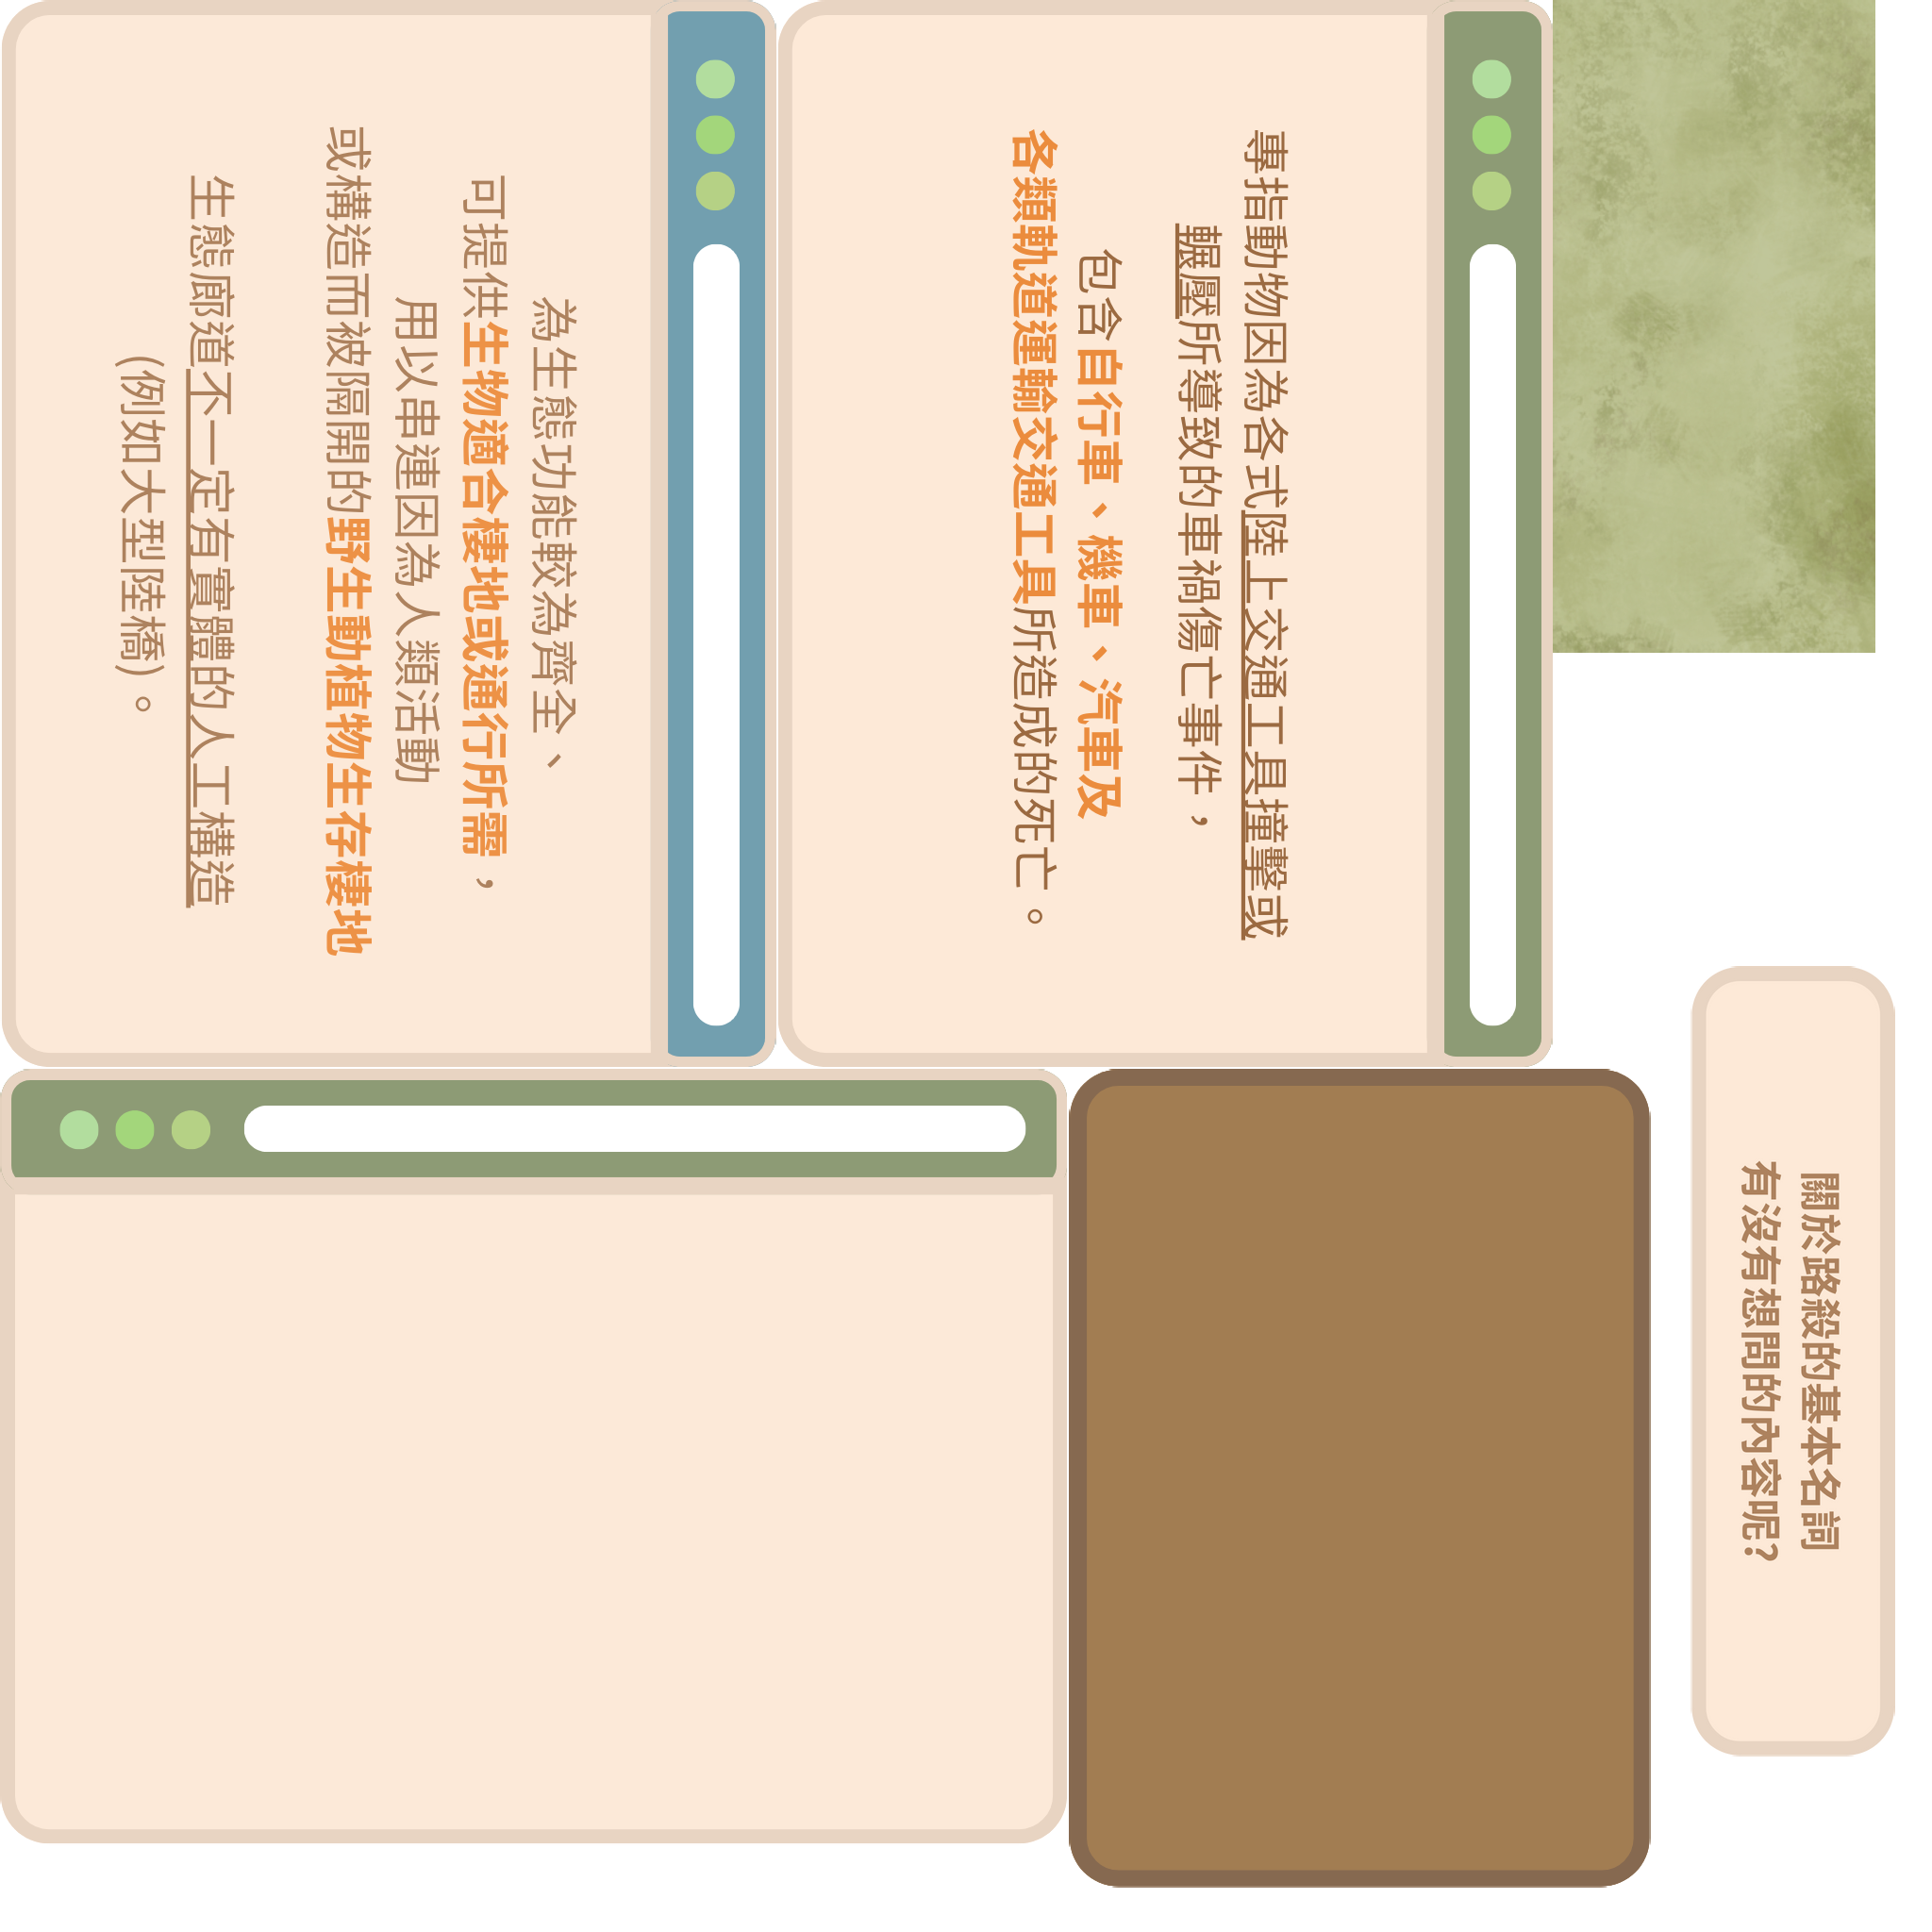 為生態功能較為齊全、
可提供生物適合棲地或通行所需，
用以串連因為人類活動
或構造而被隔開的野生動植物生存棲地
生態廊道不一定有實體的人工構造
(例如大型陸橋)。
專指動物因為各式陸上交通工具撞擊或
輾壓所導致的車禍傷亡事件，
包含自行車、機車、汽車及
各類軌道運輸交通工具所造成的死亡。
關於路殺的基本名詞
有沒有想問的內容呢?